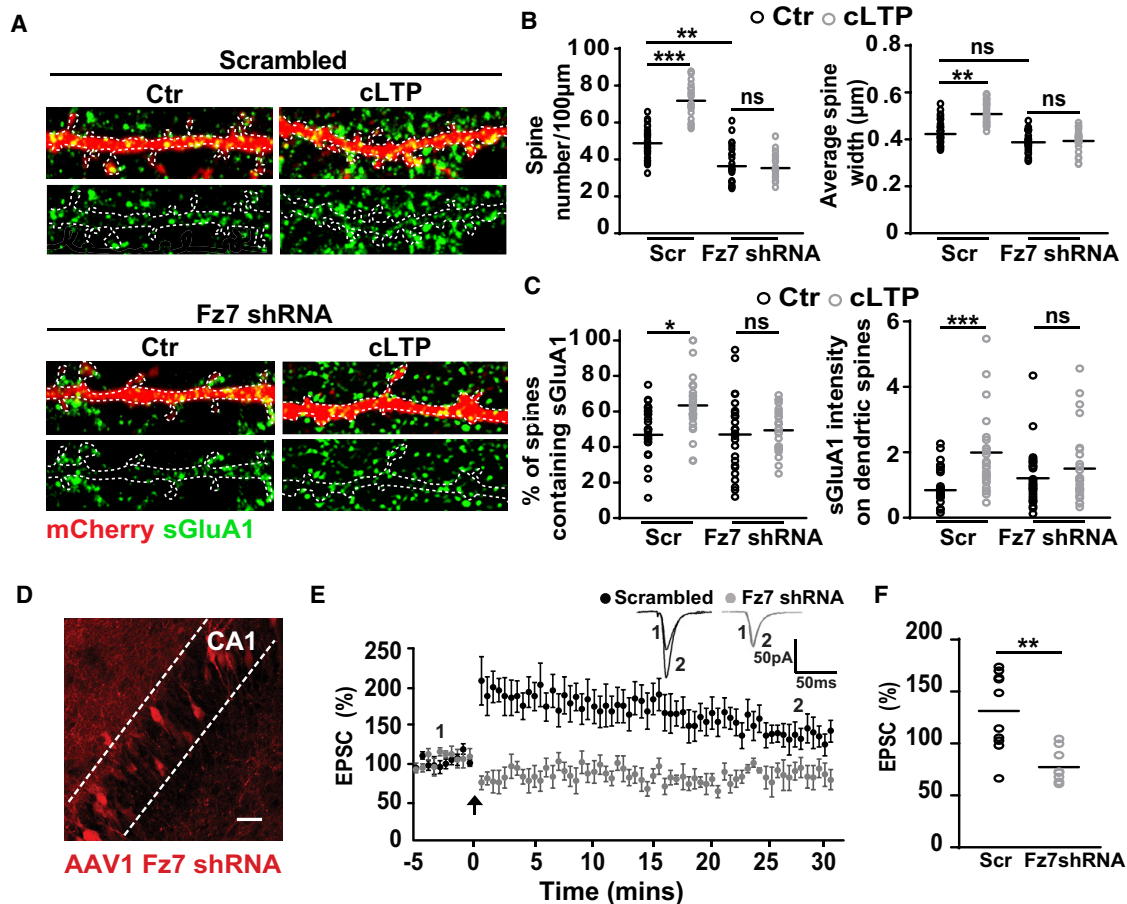 A
Scrambled
Ctr cLTP
Fz7 shRNA
Ctr cLTP
mCherry sGluA1
B
Ctr cLTP
Spine number/100µm
100
80
60
40
20
0
** *** ns
Scr Fz7 shRNA
Average spine width (µm)
0.8
0.6
0.4
0.2
0
ns ** ns
Scr Fz7 shRNA
C
Ctr cLTP
% of spines containing sGluA1
100
80
60
40
20
0
* ns
Scr Fz7 shRNA
sGluA1 intensity on dendrtic spines
6
4
2
0
*** ns
Scr Fz7 shRNA
D
CA1
AAV1 Fz7 shRNA
E
Scrambled Fz7 shRNA
1 2
1 2
50pA
50ms
EPSC (%)
250
200
150
100
50
0
1
2
-5 0 5 10 15 20 25 30
Time (mins)
F
EPSC (%)
200
150
100
50
0
**
Scr Fz7shRNA